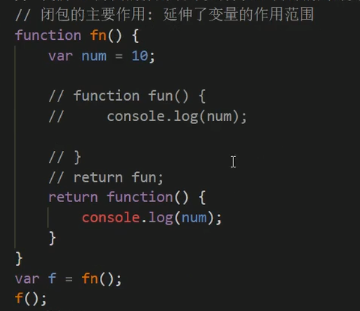 // 闭包的主要作用: 延伸了变量的作用范围
function fn() {
    var num = 10;
    // function fun() {
    //     console.log(num);
    // }
    // return fun;
    return function() {
        console.log(num);
    }
}
var f = fn();
f();